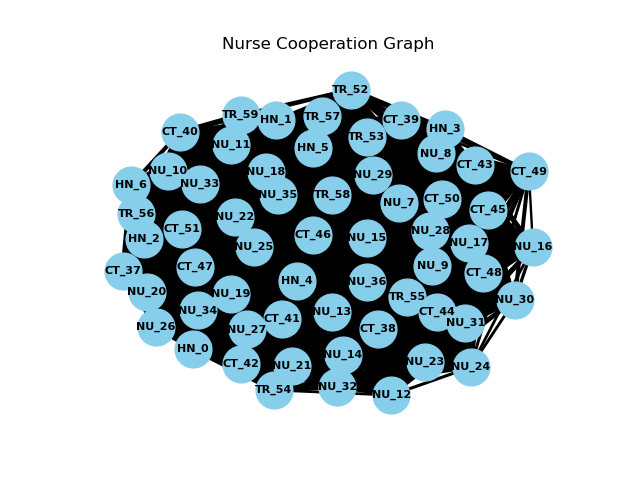 Nurse Cooperation Graph
TR_52
TR_59
HN_1
TR_57
CT_39
HN_3
CT_40
TR_53
NU_11
HN_5
NU_8
CT_43
CT_49
NU_10
NU_18
NU_29
HN_6
NU_33
NU_35
TR_58
NU_7
CT_50
CT_45
TR_56
NU_22
CT_51
HN_2
CT_46
NU_15
NU_28
NU_17
NU_16
NU_25
CT_37
CT_47
NU_9
CT_48
HN_4
NU_36
NU_20
NU_19
TR_55
NU_30
NU_34
NU_13
CT_44
NU_26
NU_27
CT_41
CT_38
NU_31
HN_0
CT_42
NU_21
NU_14
NU_23
NU_24
TR_54
NU_32
NU_12